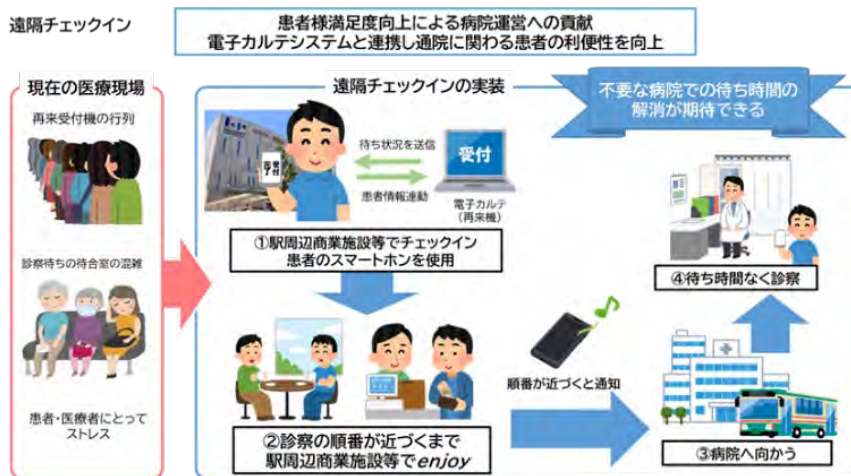 遠隔チェックイン
患者様満足度向上による病院運営への貢献
電子カルテシステムと連携し通院に関わる患者の利便性を向上
現在の医療現場
再来受付機の行列
診察待ちの待合室の混雑
患者・医療者にとって
ストレス
遠隔チェックインの実装
不要な病院での待ち時間の
解消が期待できる
受付
完了
待ち状況を送信
患者情報連動
受付
電子カルテ
(再来機)
①駅周辺商業施設等でチェックイン
患者のスマートホンを使用
②診察の順番が近づくまで
駅周辺商業施設等でenjoy
順番が近づくと通知
③病院へ向かう
④待ち時間なく診察